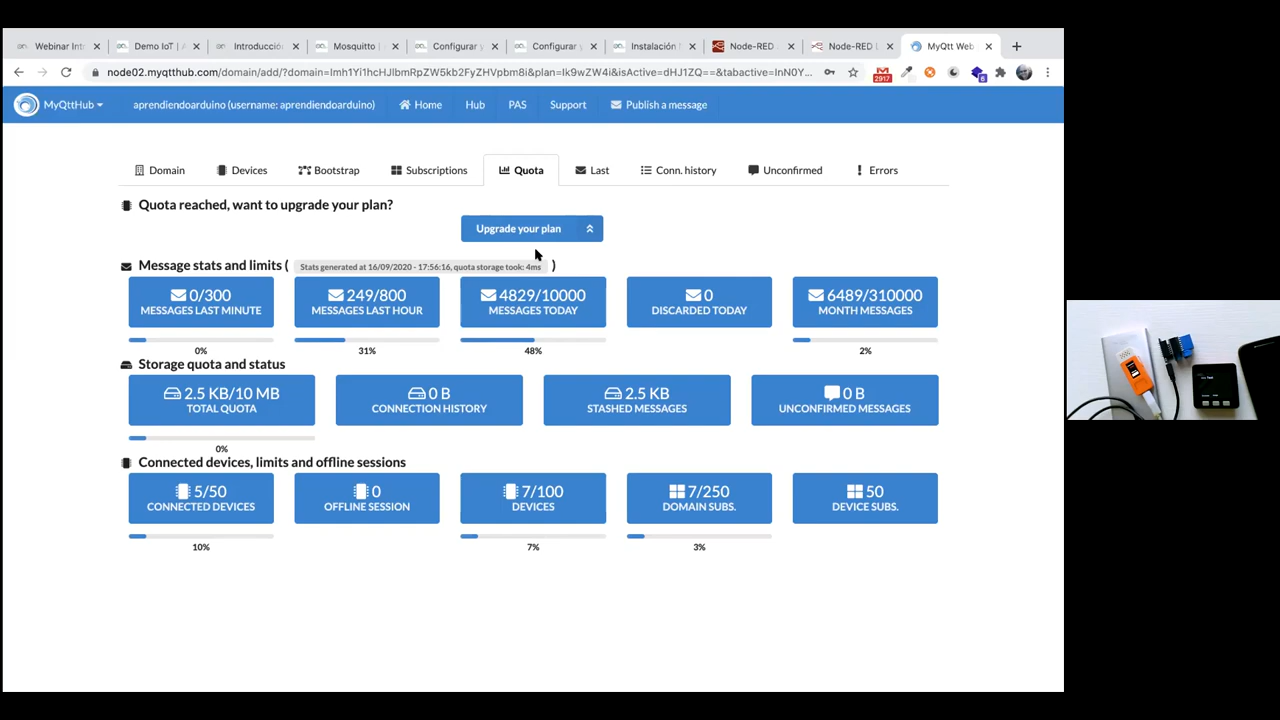 Webinar Int
Demo IoT | A
Introducció
Mosquitto |
Configurar y
Configurar y
Instalación M
Node-RED
Node-RED L
MyQtt Web
node02.myqtthub.com/domain/add/?domain=Imh1Yi1hcHJlbmRpZW5kb2FyZHVpbm8i&plan=Ik9wZW4i&isActive=dHJ1ZQ==&tabactive=InN0Y...
2917
6
MyQttHub
aprendiendoarduino (username: aprendiendoarduino)
Home
Hub
PAS
Support
Publish a message
Domain
Devices
Bootstrap
Subscriptions
Quota
Last
Conn. history
Unconfirmed
Errors
Quota reached, want to upgrade your plan?
Upgrade your plan
Message stats and limits ( Stats generated at 16/09/2020 - 17:56:16, quota storage took: 4ms )
0/300
MESSAGES LAST MINUTE
0%
249/800
MESSAGES LAST HOUR
31%
4829/10000
MESSAGES TODAY
48%
0
DISCARDED TODAY
6489/310000
MONTH MESSAGES
2%
Storage quota and status
2.5 KB/10 MB
TOTAL QUOTA
0%
0 B
CONNECTION HISTORY
2.5 KB
STASHED MESSAGES
0 B
UNCONFIRMED MESSAGES
Connected devices, limits and offline sessions
5/50
CONNECTED DEVICES
10%
0
OFFLINE SESSION
7/100
DEVICES
7%
7/250
DOMAIN SUBS.
3%
50
DEVICE SUBS.